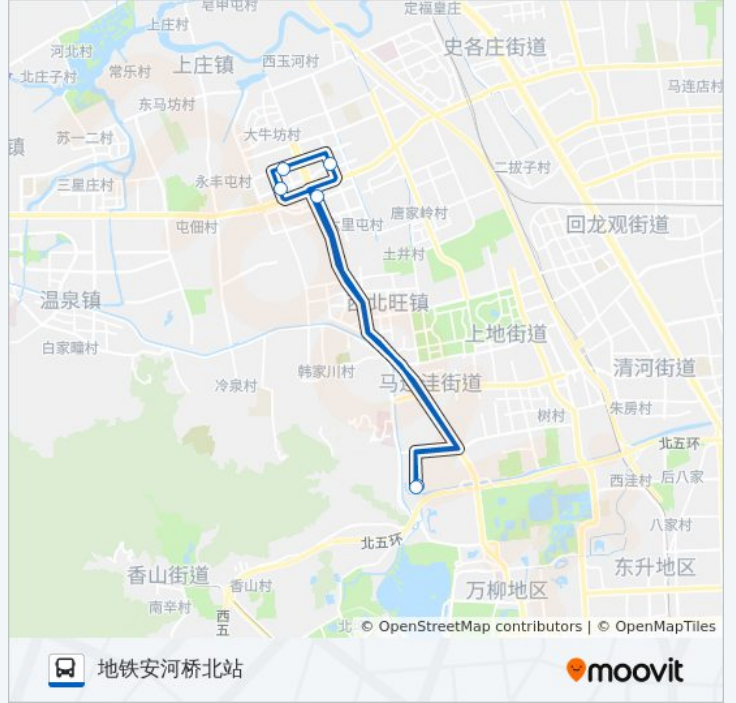 皂甲屯村
定福皇庄
上庄村
史各庄街道
河北村
西玉河村
上庄镇
北庄子村
常乐村
马连店村
东马坊村
大牛坊村
苏一二村
镇
二拨子村
永丰屯村
三星庄村
唐家岭村
六里屯村
屯佃村
回龙观街道
土井村
温泉镇
西北旺镇
上地街道
白家疃村
清河街道
韩家川村
马连洼街道
冷泉村
朱房村
树村
北五环
西洼村
后八家
八家村
北五环
东升地区
香山街道
香山村
万柳地区
南辛村
西五
北
© OpenStreetMap contributors | © OpenMapTiles
地铁安河桥北站
moovit